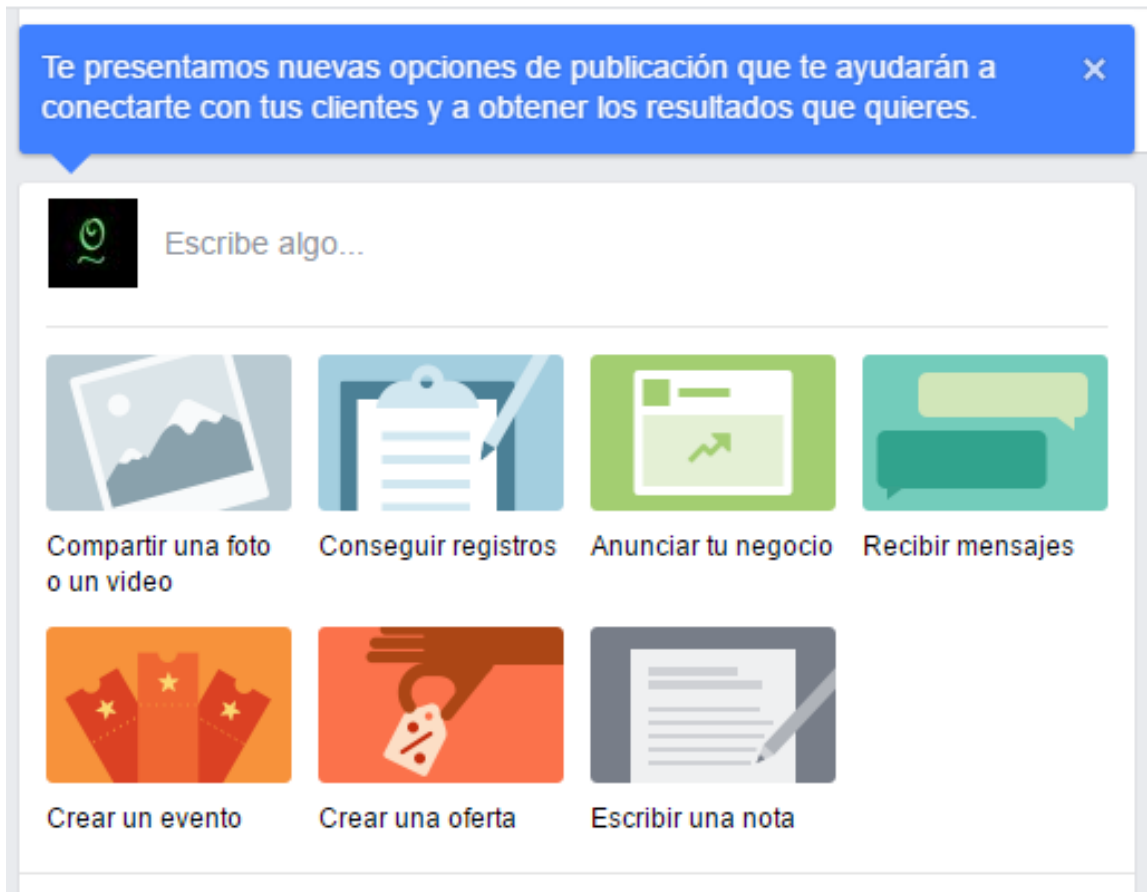 Te presentamos nuevas opciones de publicación que te ayudarán a
conectarte con tus clientes y a obtener los resultados que quieres.
Escribe algo...
Compartir una foto
o un video
Conseguir registros
Anunciar tu negocio
Recibir mensajes
Crear un evento
Crear una oferta
Escribir una nota